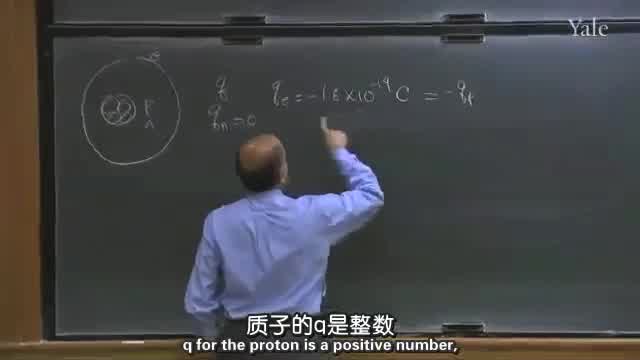 Yale
q
q_e = -1.6 × 10^-19 C = -q_p
q_n = 0
e
P
质子的q是整数
q for the proton is a positive number,